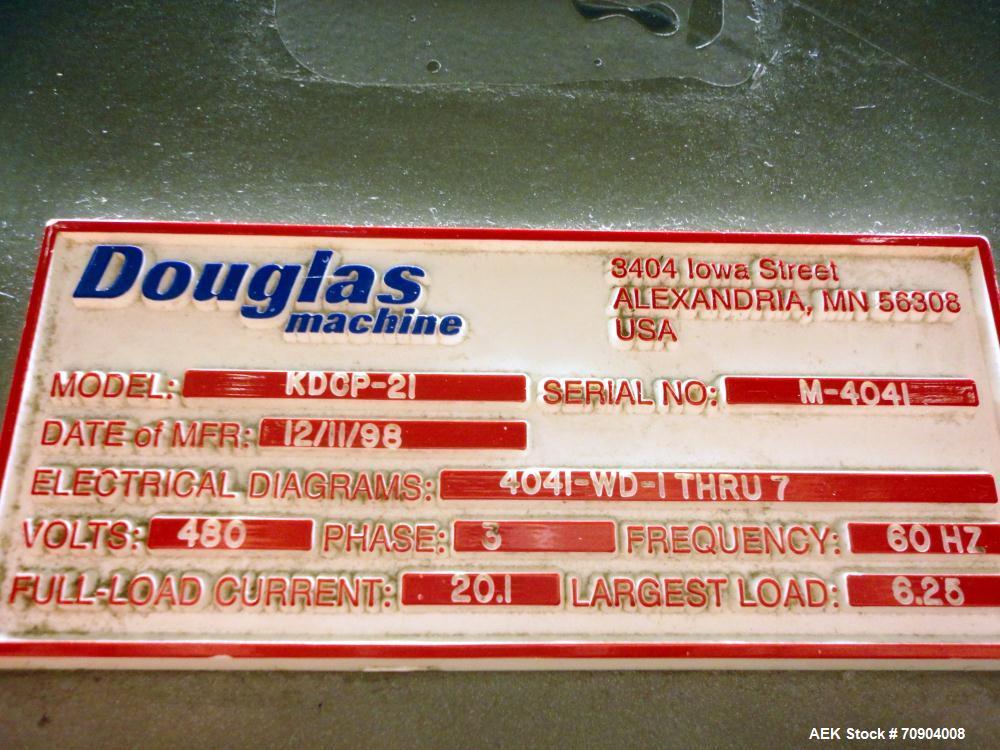 Douglas
machine
3404 Iowa Street
ALEXANDRIA, MN 56308
USA
MODEL: KDCP-21 SERIAL NO: M-4041
DATE of MFR: 12/11/98
ELECTRICAL DIAGRAMS: 4041-WD-1 THRU 7
VOLTS: 480 PHASE: 3 FREQUENCY: 60 HZ
FULL-LOAD CURRENT: 20.1 LARGEST LOAD: 6.25
AEK Stock # 70904008